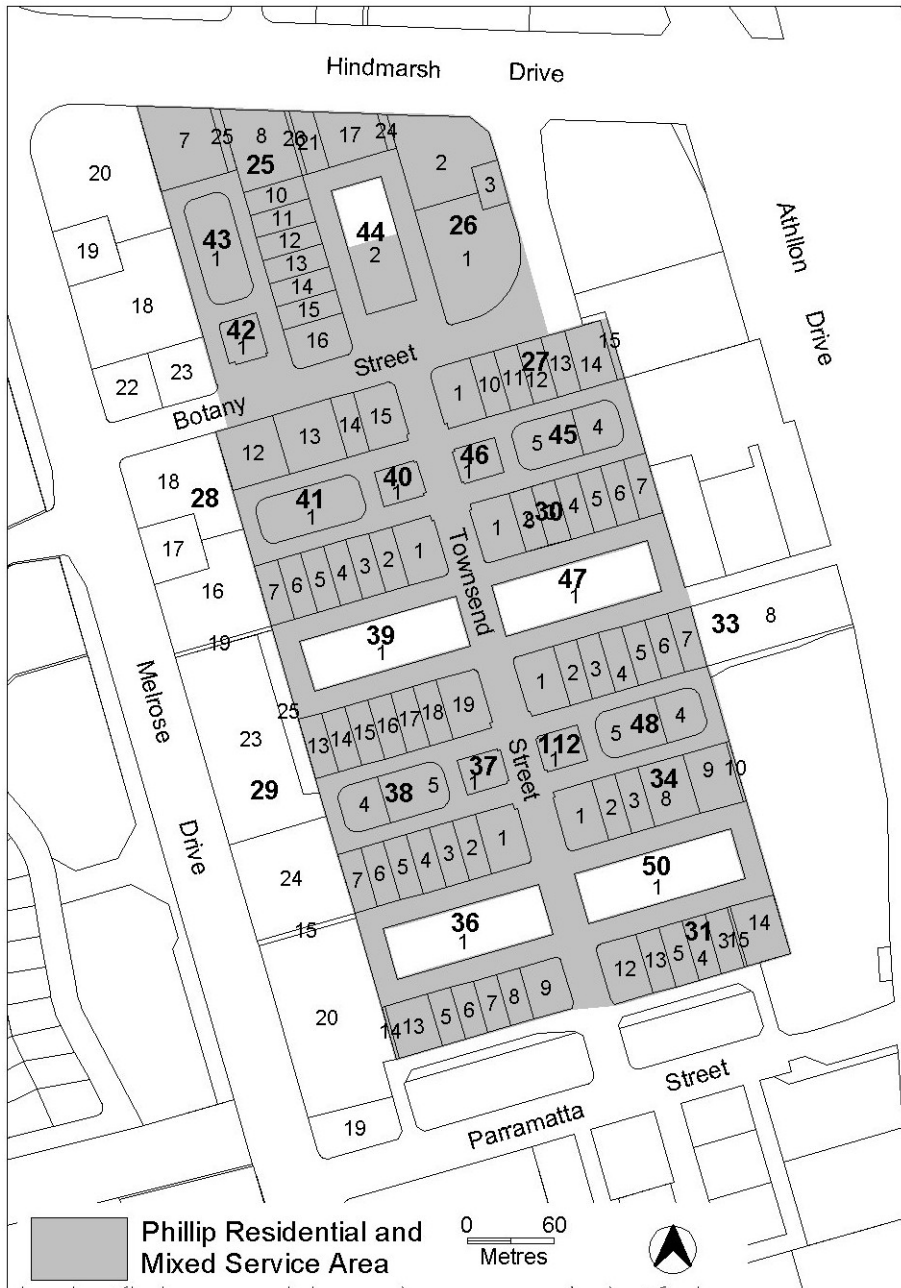 Hindmarsh Drive
7 25 8 26 21 17 24
20 25 2
10 3
19 43 11 44 26
1 12 2 1
13
18 14
42 15
1 16
Athllon
Drive
22 23 Street
Botany
27 15
1 10 11 12 13 14
12 13 14 15
45 4
5
18 28 40 46
1 1
41
1
17 30
1 3 4 5 6 7
7 6 5 4 3 2 1
16
Townsend
47
1
39
1
19
33 8
Melrose
Drive
25
1 2 3 4 5 6 7
13 14 15 16 17 18 19
23
29
Street
112
1
48
5 4
37
1
38
4 5
34
1 2 3 8 9 10
7 6 5 4 3 2 1
24
50
1
36
1
15
31
12 13 5 4 3 15 14
20
14 13 5 6 7 8 9
Street
Parramatta
19
Phillip Residential and
Mixed Service Area
0 60
Metres